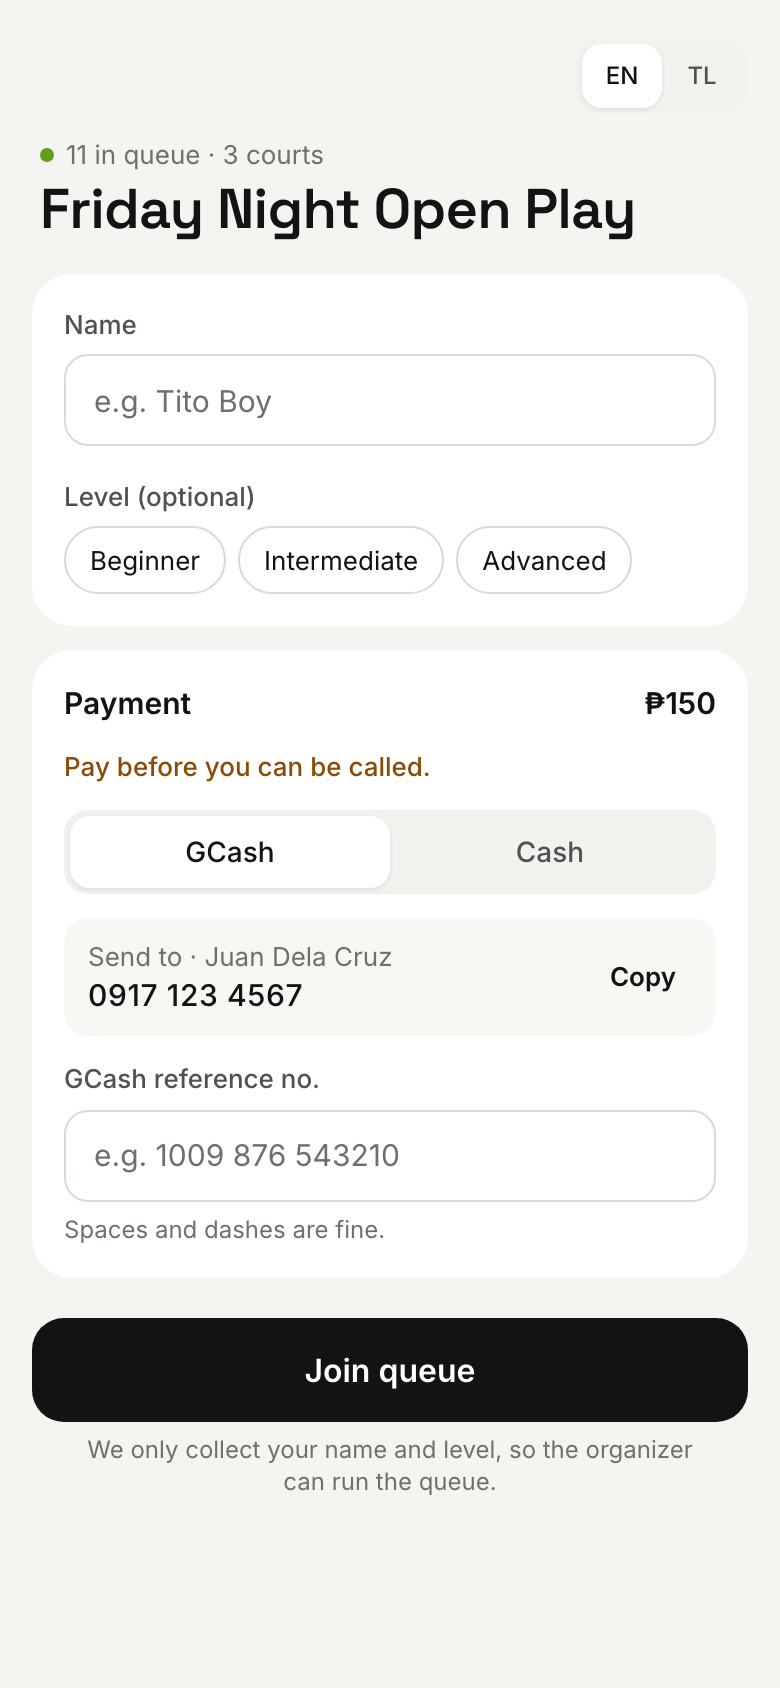 EN TL
11 in queue · 3 courts
Friday Night Open Play
Name
e.g. Tito Boy
Level (optional)
Beginner Intermediate Advanced
Payment ₱150
Pay before you can be called.
GCash Cash
Send to · Juan Dela Cruz
0917 123 4567
Copy
GCash reference no.
e.g. 1009 876 543210
Spaces and dashes are fine.
Join queue
We only collect your name and level, so the organizer
can run the queue.